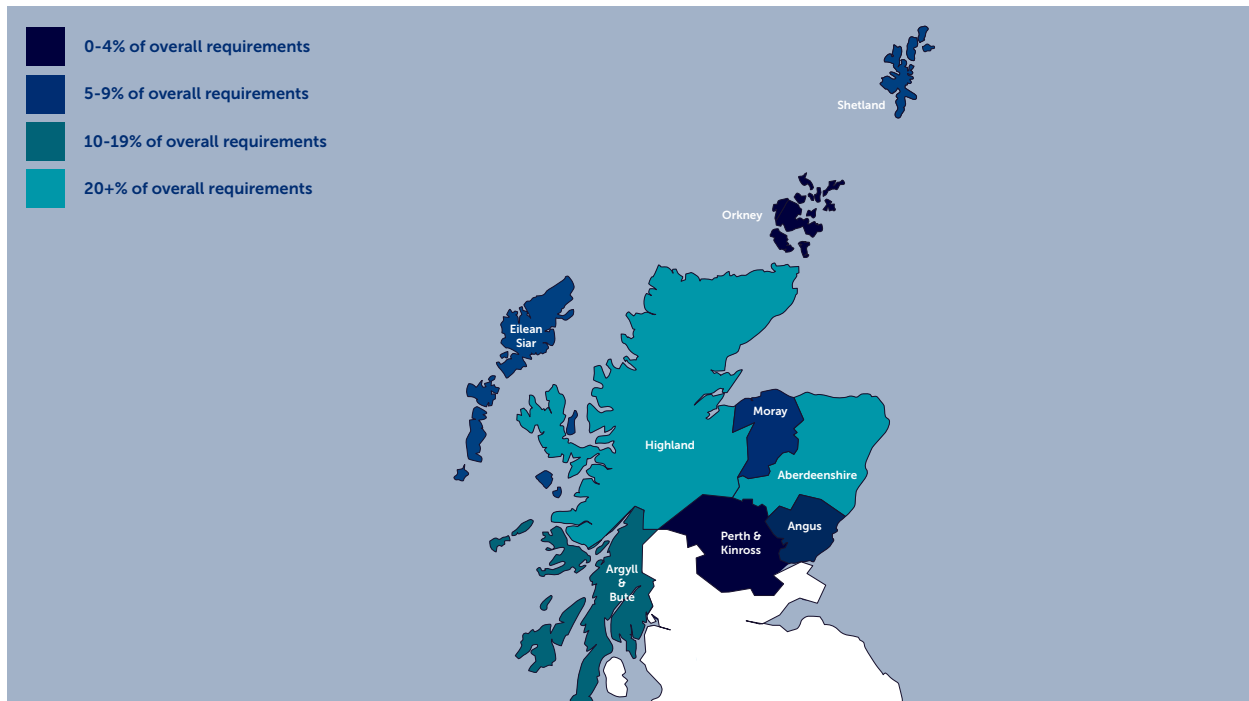 0-4% of overall requirements
5-9% of overall requirements
10-19% of overall requirements
20+% of overall requirements
Shetland
Orkney
Eilean
Siar
Moray
Highland
Aberdeenshire
Angus
Perth &
Kinross
Argyll
&
Bute